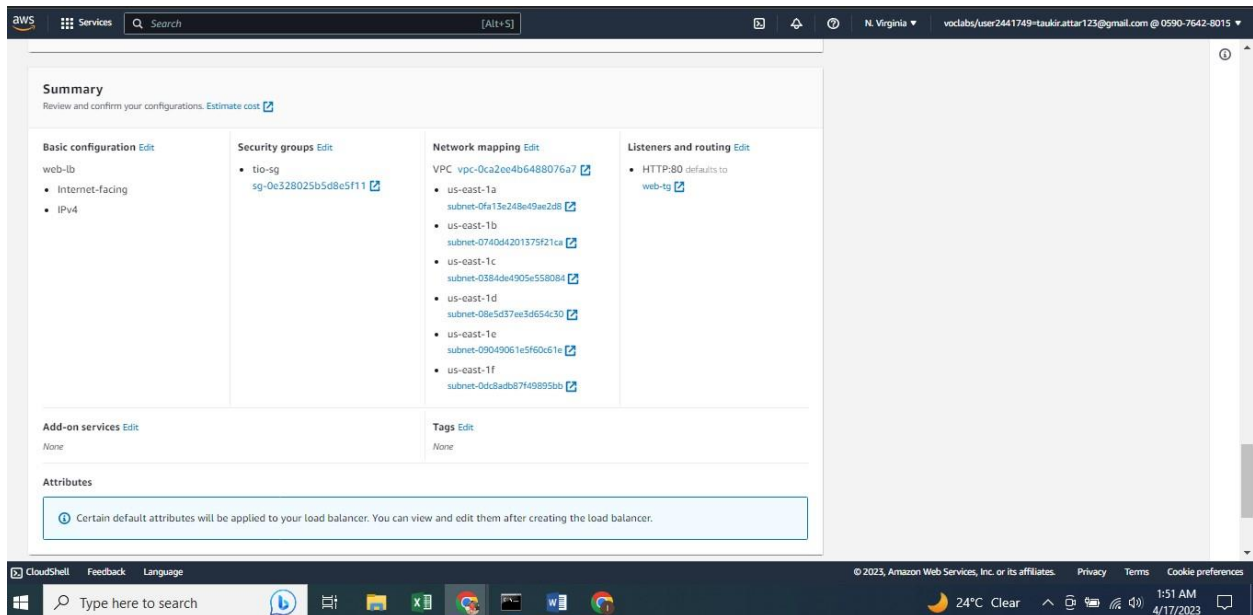 aws
Services
Search
[Alt+S]
N. Virginia
voclabs/user2441749=taukir.attar123@gmail.com @ 0590-7642-8015
Summary
Review and confirm your configurations. Estimate cost
Basic configuration Edit
web-lb
Internet-facing
IPv4
Security groups Edit
tio-sg
sg-0e328025b5d8e5f11
Network mapping Edit
VPC vpc-0ca2ee4b6488076a7
us-east-1a
subnet-0fa13e248e49ae2d8
us-east-1b
subnet-0740d4201375f21ca
us-east-1c
subnet-0384de4905e558084
us-east-1d
subnet-08e5d37ee3d654c30
us-east-1e
subnet-09049061e5f60c61e
us-east-1f
subnet-0dc8adb87f49895bb
Listeners and routing Edit
HTTP:80 defaults to
web-tg
Add-on services Edit
None
Tags Edit
None
Attributes
Certain default attributes will be applied to your load balancer. You can view and edit them after creating the load balancer.
CloudShell Feedback Language
© 2023, Amazon Web Services, Inc. or its affiliates. Privacy Terms Cookie preferences
Type here to search
24°C Clear
1:51 AM
4/17/2023